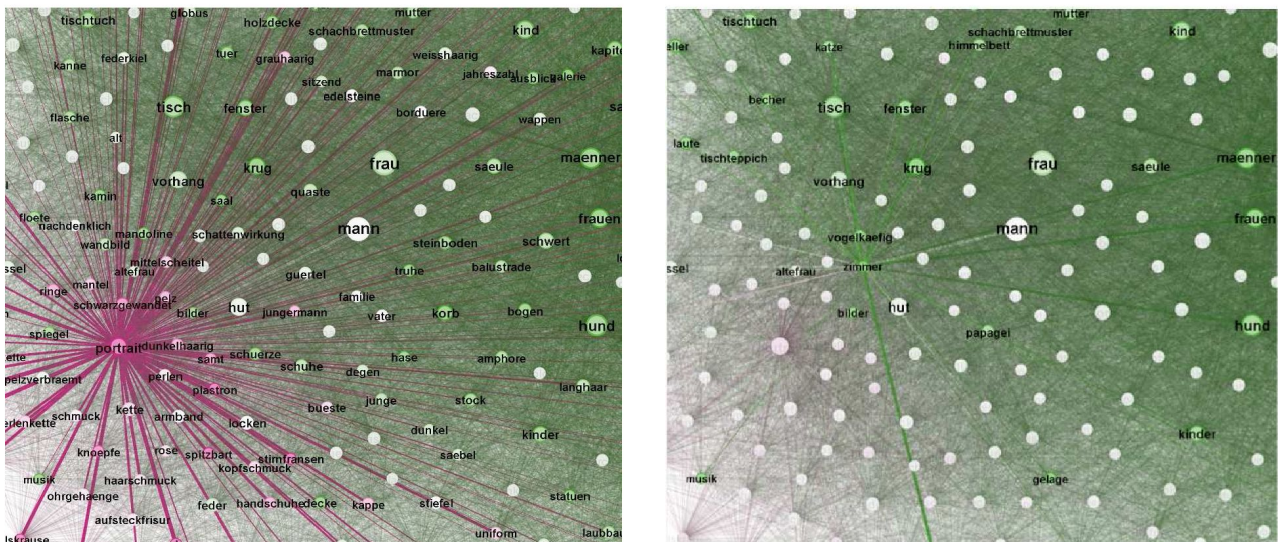 globus
mutter
tischtuch
holzdecke
kind
schachbrettmuster
tuer
weisshaarig
federkiel
grauhaarig
kanne
marmor
jahreszahl
ausblick
galerie
sitzend
edelsteine
tisch
fenster
borduere
flasche
wappen
alt
maenner
frau
krug
saeule
vorhang
quaste
kamin
saal
floete
nachdenklich
frauen
mann
mandoline
schattenwirkung
wandbild
steinboden
schwert
mittelscheitel
altefrau
guertel
truhe
balustrade
mantel
ringe
pelz
familie
schwarzgewandet
hut
bilder
jungermann
vater
korb
bogen
hund
spiegel
portrait
dunkelhaarig
schuerze
samt
hase
amphore
schuhe
degen
perlen
pelzverbraemt
langhaar
plastron
junge
stock
kette
bueste
schmuck
armband
locken
dunkel
kinder
knoepfe
rose
spitzbart
saebel
stirnfransen
kopfschmuck
musik
haarschmuck
ohrgehaenge
statuen
feder
handschuhe
decke
kappe
stiefel
aufsteckfrisur
uniform
mutter
tischtuch
schachbrettmuster
kind
katze
himmelbett
becher
tisch
fenster
laute
tischteppich
maenner
frau
krug
saeule
vorhang
frauen
mann
vogelkaefig
zimmer
altefrau
hut
bilder
hund
papagei
kinder
musik
gelage